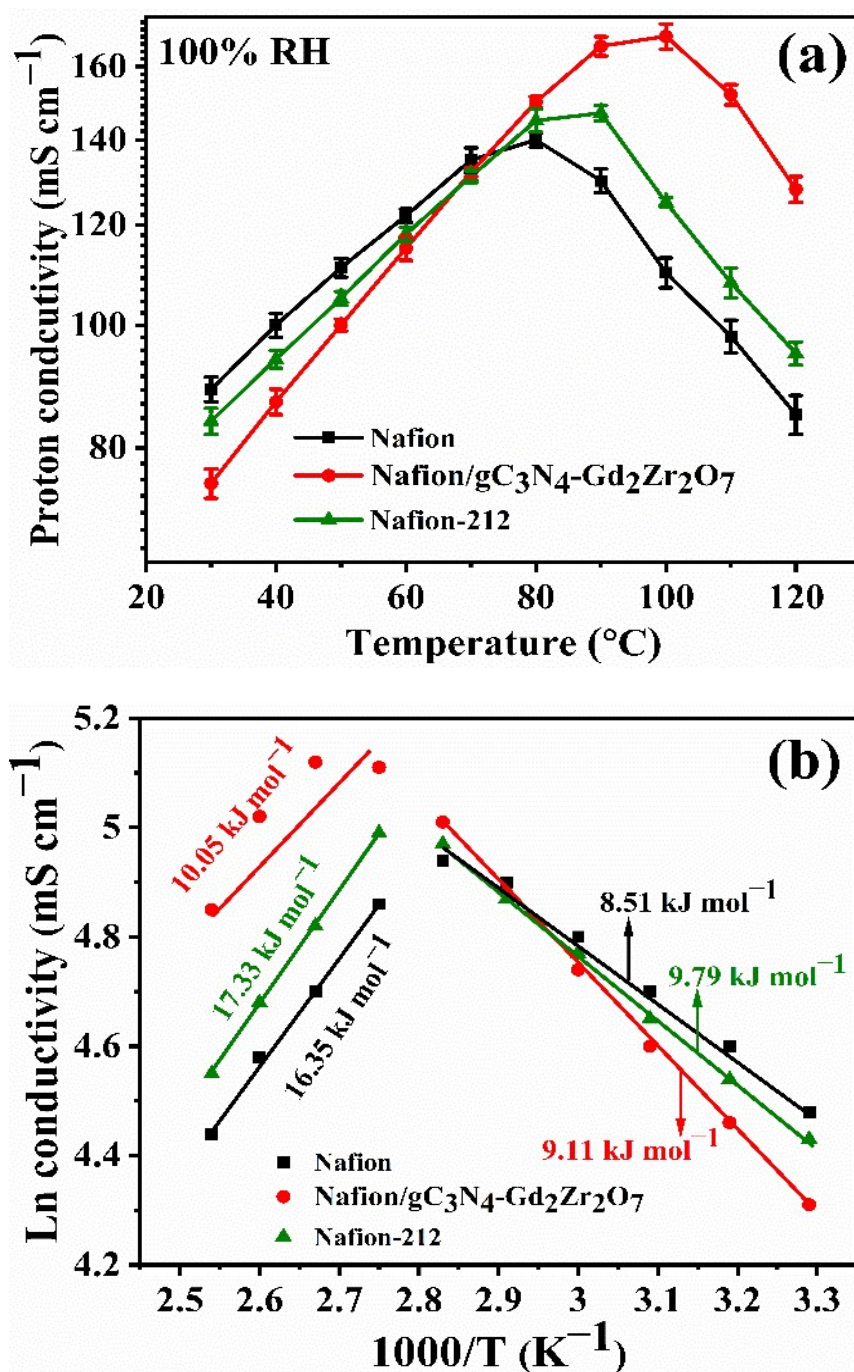 100% RH
(a)
Proton condcutivity (mS cm⁻¹)
160
140
120
100
80
Nafion
Nafion/gC₃N₄-Gd₂Zr₂O₇
Nafion-212
20 40 60 80 100 120
Temperature (°C)
(b)
Ln conductivity (mS cm⁻¹)
5.2
5
4.8
4.6
4.4
4.2
10.05 kJ mol⁻¹
17.33 kJ mol⁻¹
16.35 kJ mol⁻¹
8.51 kJ mol⁻¹
9.79 kJ mol⁻¹
9.11 kJ mol⁻¹
Nafion
Nafion/gC₃N₄-Gd₂Zr₂O₇
Nafion-212
2.5 2.6 2.7 2.8 2.9 3 3.1 3.2 3.3
1000/T (K⁻¹)